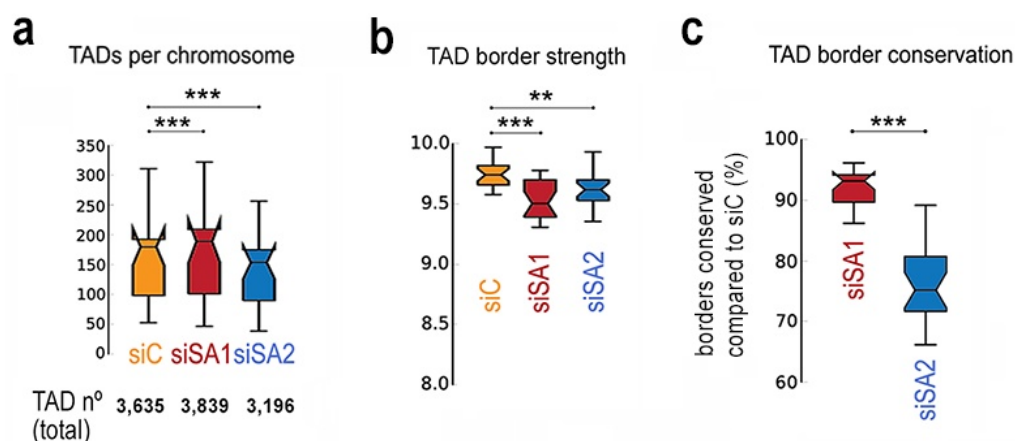 a
TADs per chromosome
***
***
350
300
250
200
150
100
50
0
siC siSA1 siSA2
TAD nº 3,635 3,839 3,196
(total)
b
TAD border strength
**
***
10.0
9.5
9.0
8.5
8.0
siC
siSA1
siSA2
c
TAD border conservation
***
borders conserved
compared to siC (%)
100
90
80
70
60
siSA1
siSA2